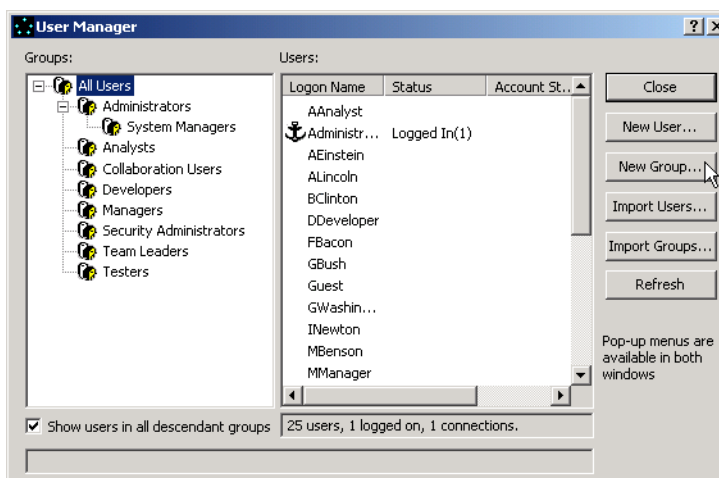 User Manager
Groups:
All Users
Administrators
System Managers
Analysts
Collaboration Users
Developers
Managers
Security Administrators
Team Leaders
Testers
Show users in all descendant groups
Users:
Logon Name Status Account St...
AAnalyst
Administr... Logged In(1)
AEinstein
ALincoln
BClinton
DDeveloper
FBacon
GBush
Guest
GWashin...
INewton
MBenson
MManager
25 users, 1 logged on, 1 connections.
Close
New User...
New Group...
Import Users...
Import Groups...
Refresh
Pop-up menus are
available in both
windows